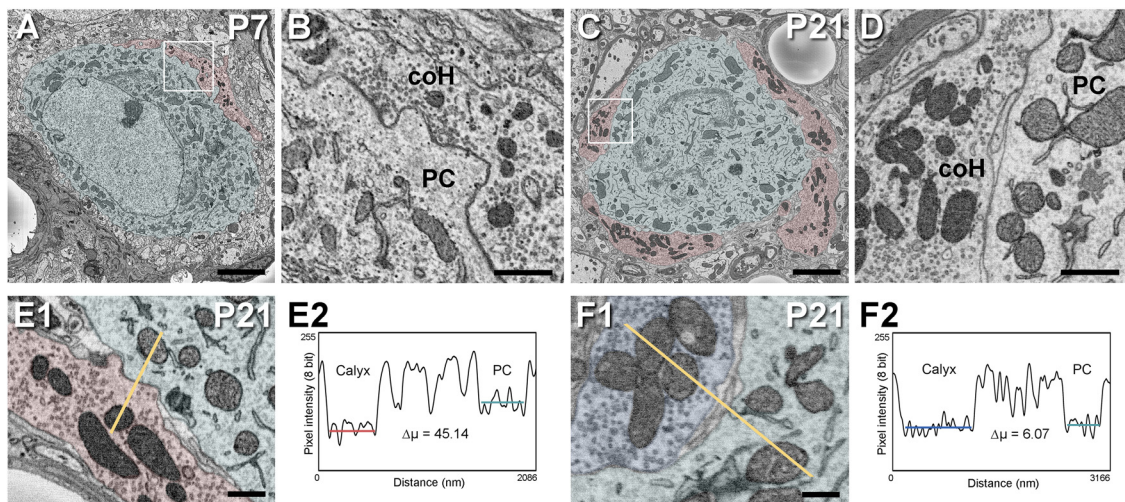 A P7
B
coH
PC
C P21
D
PC
coH
E1 P21
E2
255
Pixel intensity (8 bit)
Calyx
PC
Δμ = 45.14
0
0
2086
Distance (nm)
F1 P21
F2
255
Pixel intensity (8 bit)
Calyx
PC
Δμ = 6.07
0
0
3166
Distance (nm)